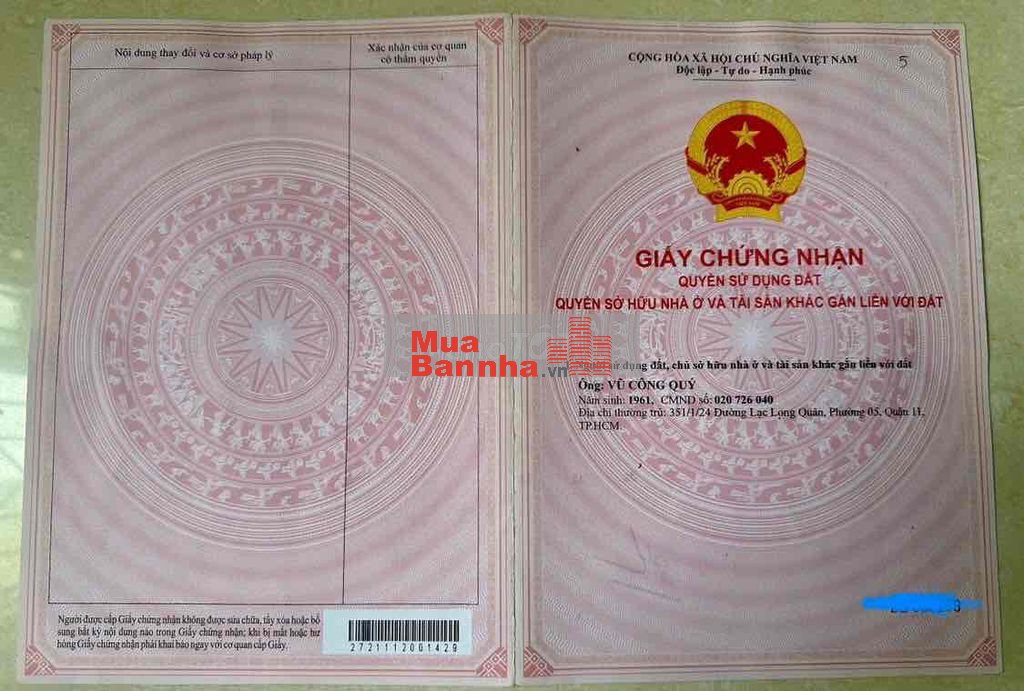 Nội dung thay đổi và cơ sở pháp lý
Xác nhận của cơ quan
có thẩm quyền
Người được cấp Giấy chứng nhận không được sửa chữa, tẩy xóa hoặc bổ
sung bất kỳ nội dung nào trong Giấy chứng nhận; khi bị mất hoặc hư
hỏng Giấy chứng nhận phải khai báo ngay với cơ quan cấp Giấy.
2721112001429
CỘNG HÒA XÃ HỘI CHỦ NGHĨA VIỆT NAM
Độc lập - Tự do - Hạnh phúc
5
GIẤY CHỨNG NHẬN
QUYỀN SỬ DỤNG ĐẤT
QUYỀN SỞ HỮU NHÀ Ở VÀ TÀI SẢN KHÁC GẮN LIỀN VỚI ĐẤT
Mua
Bannha.vn
sử dụng đất, chủ sở hữu nhà ở và tài sản khác gắn liền với đất
Ông: VŨ CÔNG QUÝ
Năm sinh: 1961, CMND số: 020 726 040
Địa chỉ thường trú: 351/1/24 Đường Lạc Long Quân, Phường 05, Quận 11,
TP.HCM.